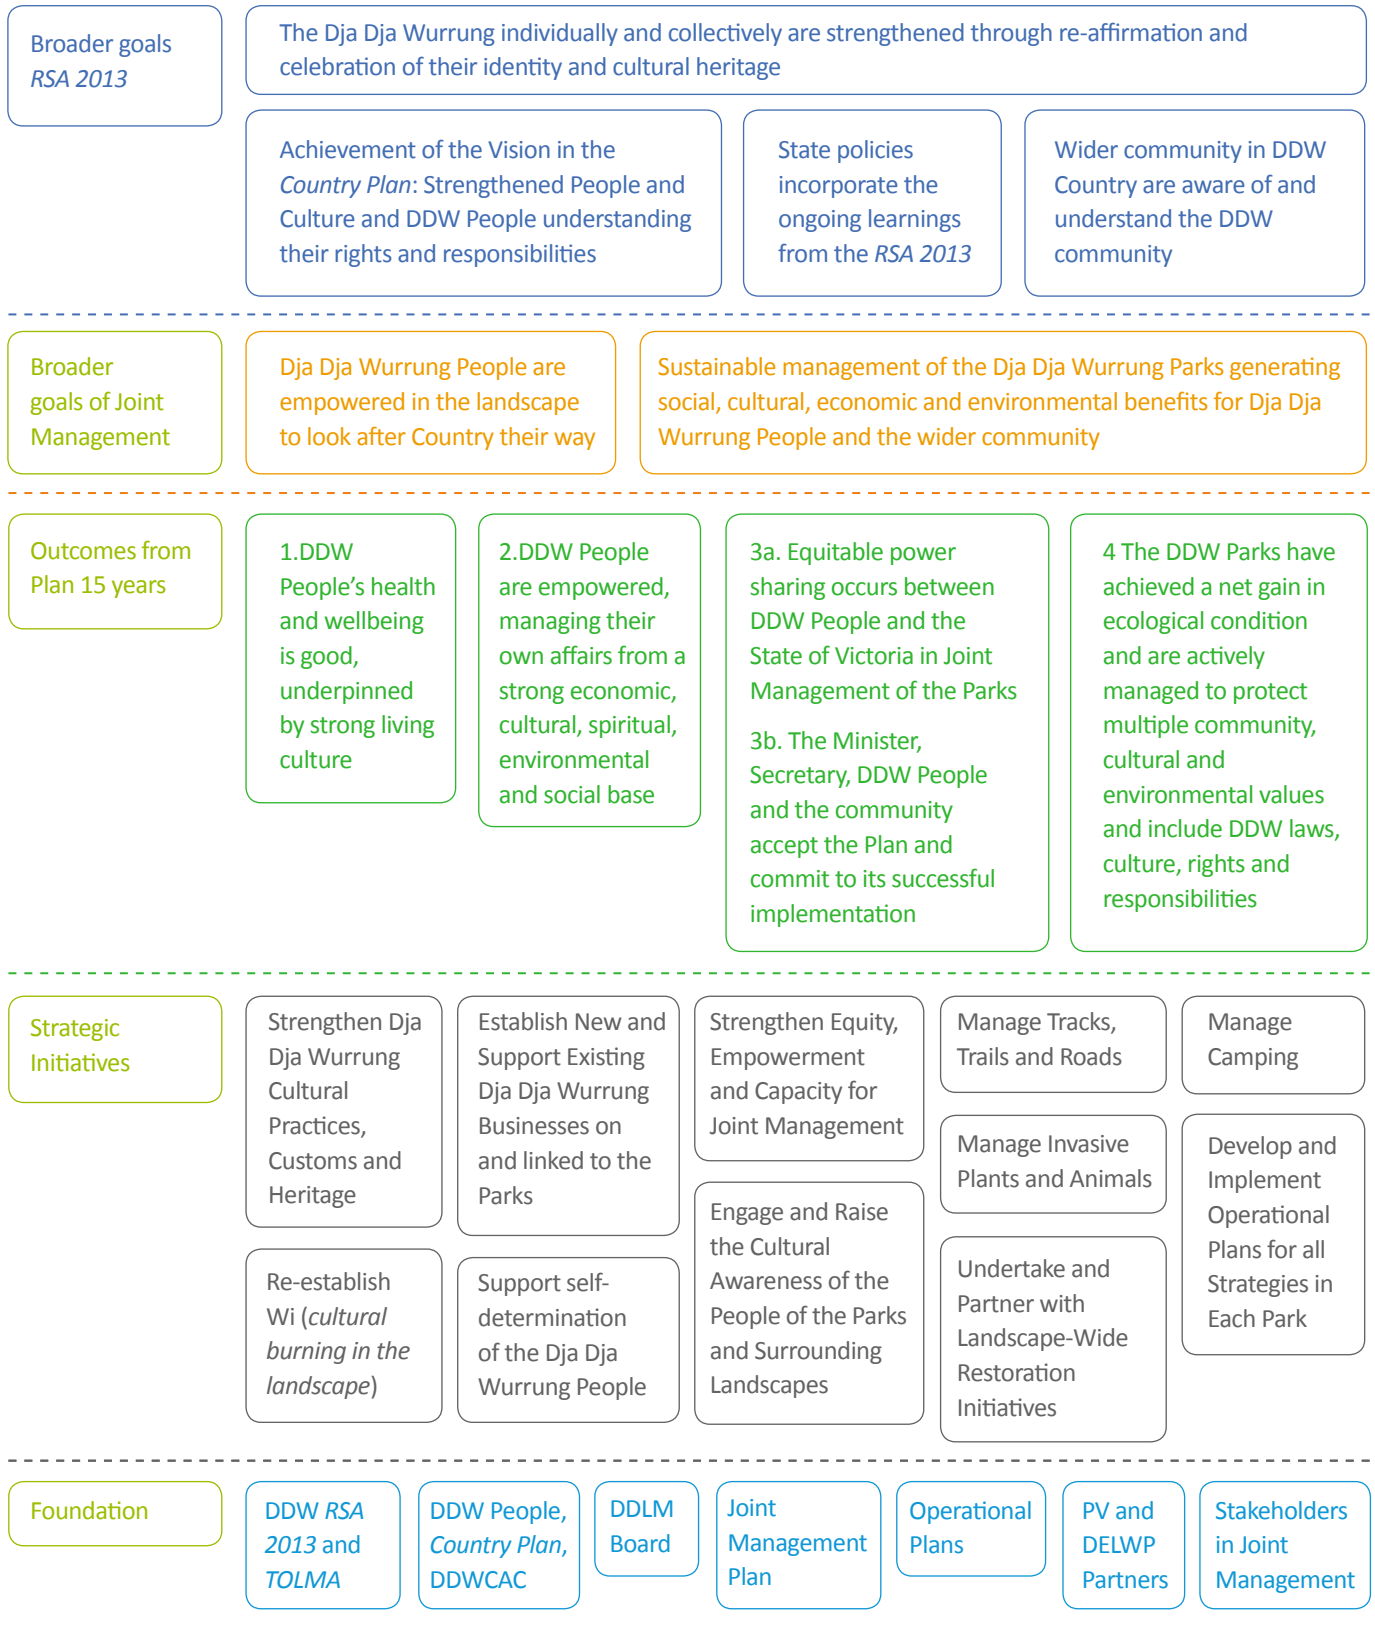 Broader goals
RSA 2013
The Dja Dja Wurrung individually and collectively are strengthened through re-affirmation and
celebration of their identity and cultural heritage
Achievement of the Vision in the
Country Plan: Strengthened People and
Culture and DDW People understanding
their rights and responsibilities
State policies
incorporate the
ongoing learnings
from the RSA 2013
Wider community in DDW
Country are aware of and
understand the DDW
community
Broader
goals of Joint
Management
Dja Dja Wurrung People are
empowered in the landscape
to look after Country their way
Sustainable management of the Dja Dja Wurrung Parks generating
social, cultural, economic and environmental benefits for Dja Dja
Wurrung People and the wider community
Outcomes from
Plan 15 years
1.DDW
People’s health
and wellbeing
is good,
underpinned
by strong living
culture
2.DDW People
are empowered,
managing their
own affairs from a
strong economic,
cultural, spiritual,
environmental
and social base
3a. Equitable power
sharing occurs between
DDW People and the
State of Victoria in Joint
Management of the Parks
3b. The Minister,
Secretary, DDW People
and the community
accept the Plan and
commit to its successful
implementation
4 The DDW Parks have
achieved a net gain in
ecological condition
and are actively
managed to protect
multiple community,
cultural and
environmental values
and include DDW laws,
culture, rights and
responsibilities
Strategic
Initiatives
Strengthen Dja
Dja Wurrung
Cultural
Practices,
Customs and
Heritage
Re-establish
Wi (cultural
burning in the
landscape)
Establish New and
Support Existing
Dja Dja Wurrung
Businesses on
and linked to the
Parks
Support self-
determination
of the Dja Dja
Wurrung People
Strengthen Equity,
Empowerment
and Capacity for
Joint Management
Engage and Raise
the Cultural
Awareness of the
People of the Parks
and Surrounding
Landscapes
Manage Tracks,
Trails and Roads
Manage Invasive
Plants and Animals
Undertake and
Partner with
Landscape-Wide
Restoration
Initiatives
Manage
Camping
Develop and
Implement
Operational
Plans for all
Strategies in
Each Park
Foundation
DDW RSA
2013 and
TOLMA
DDW People,
Country Plan,
DDWCAC
DDLM
Board
Joint
Management
Plan
Operational
Plans
PV and
DELWP
Partners
Stakeholders
in Joint
Management